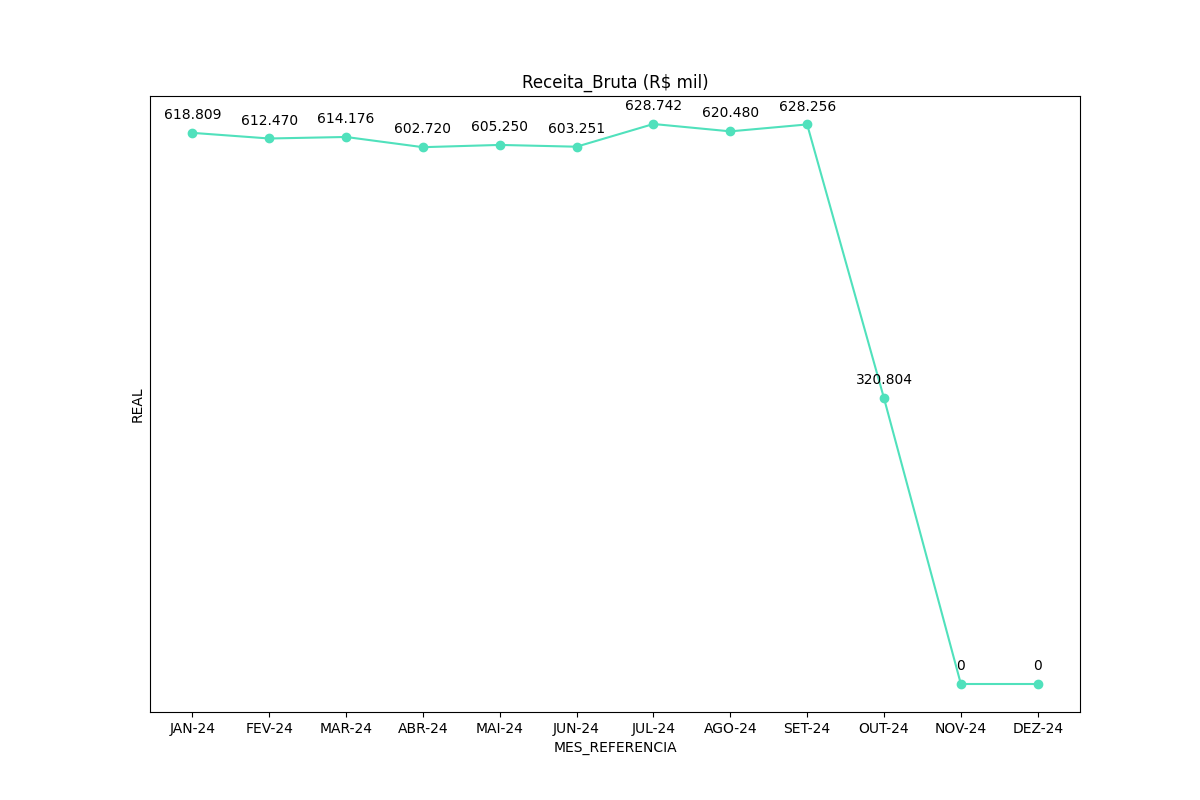 Receita_Bruta (R$ mil)
618.809
612.470
614.176
602.720
605.250
603.251
628.742
620.480
628.256
320.804
0
0
REAL
JAN-24
FEV-24
MAR-24
ABR-24
MAI-24
JUN-24
JUL-24
AGO-24
SET-24
OUT-24
NOV-24
DEZ-24
MES_REFERENCIA